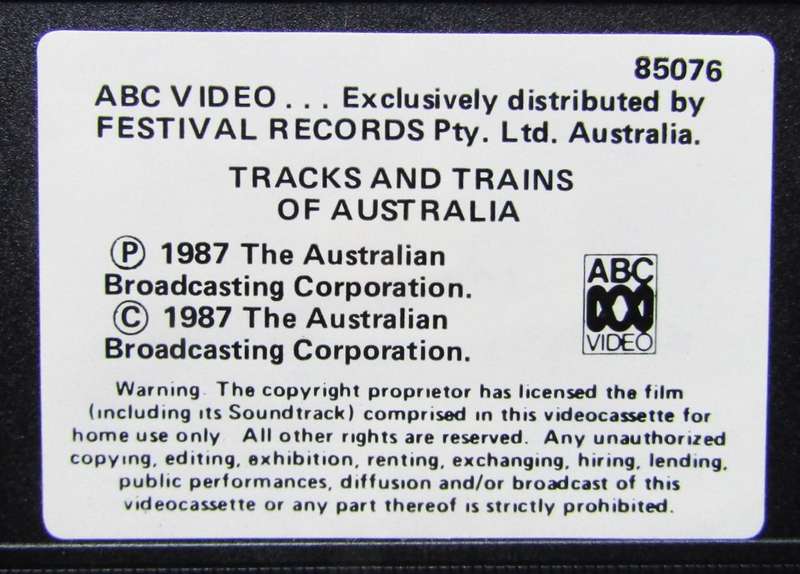 85076
ABC VIDEO . . . Exclusively distributed by
FESTIVAL RECORDS Pty. Ltd. Australia.
TRACKS AND TRAINS
OF AUSTRALIA
Ⓟ 1987 The Australian
Broadcasting Corporation.
© 1987 The Australian
Broadcasting Corporation.
ABC
VIDEO
Warning. The copyright proprietor has licensed the film
(including its Soundtrack) comprised in this videocassette for
home use only. All other rights are reserved. Any unauthorized
copying, editing, exhibition, renting, exchanging, hiring, lending,
public performances, diffusion and/or broadcast of this
videocassette or any part thereof is strictly prohibited.